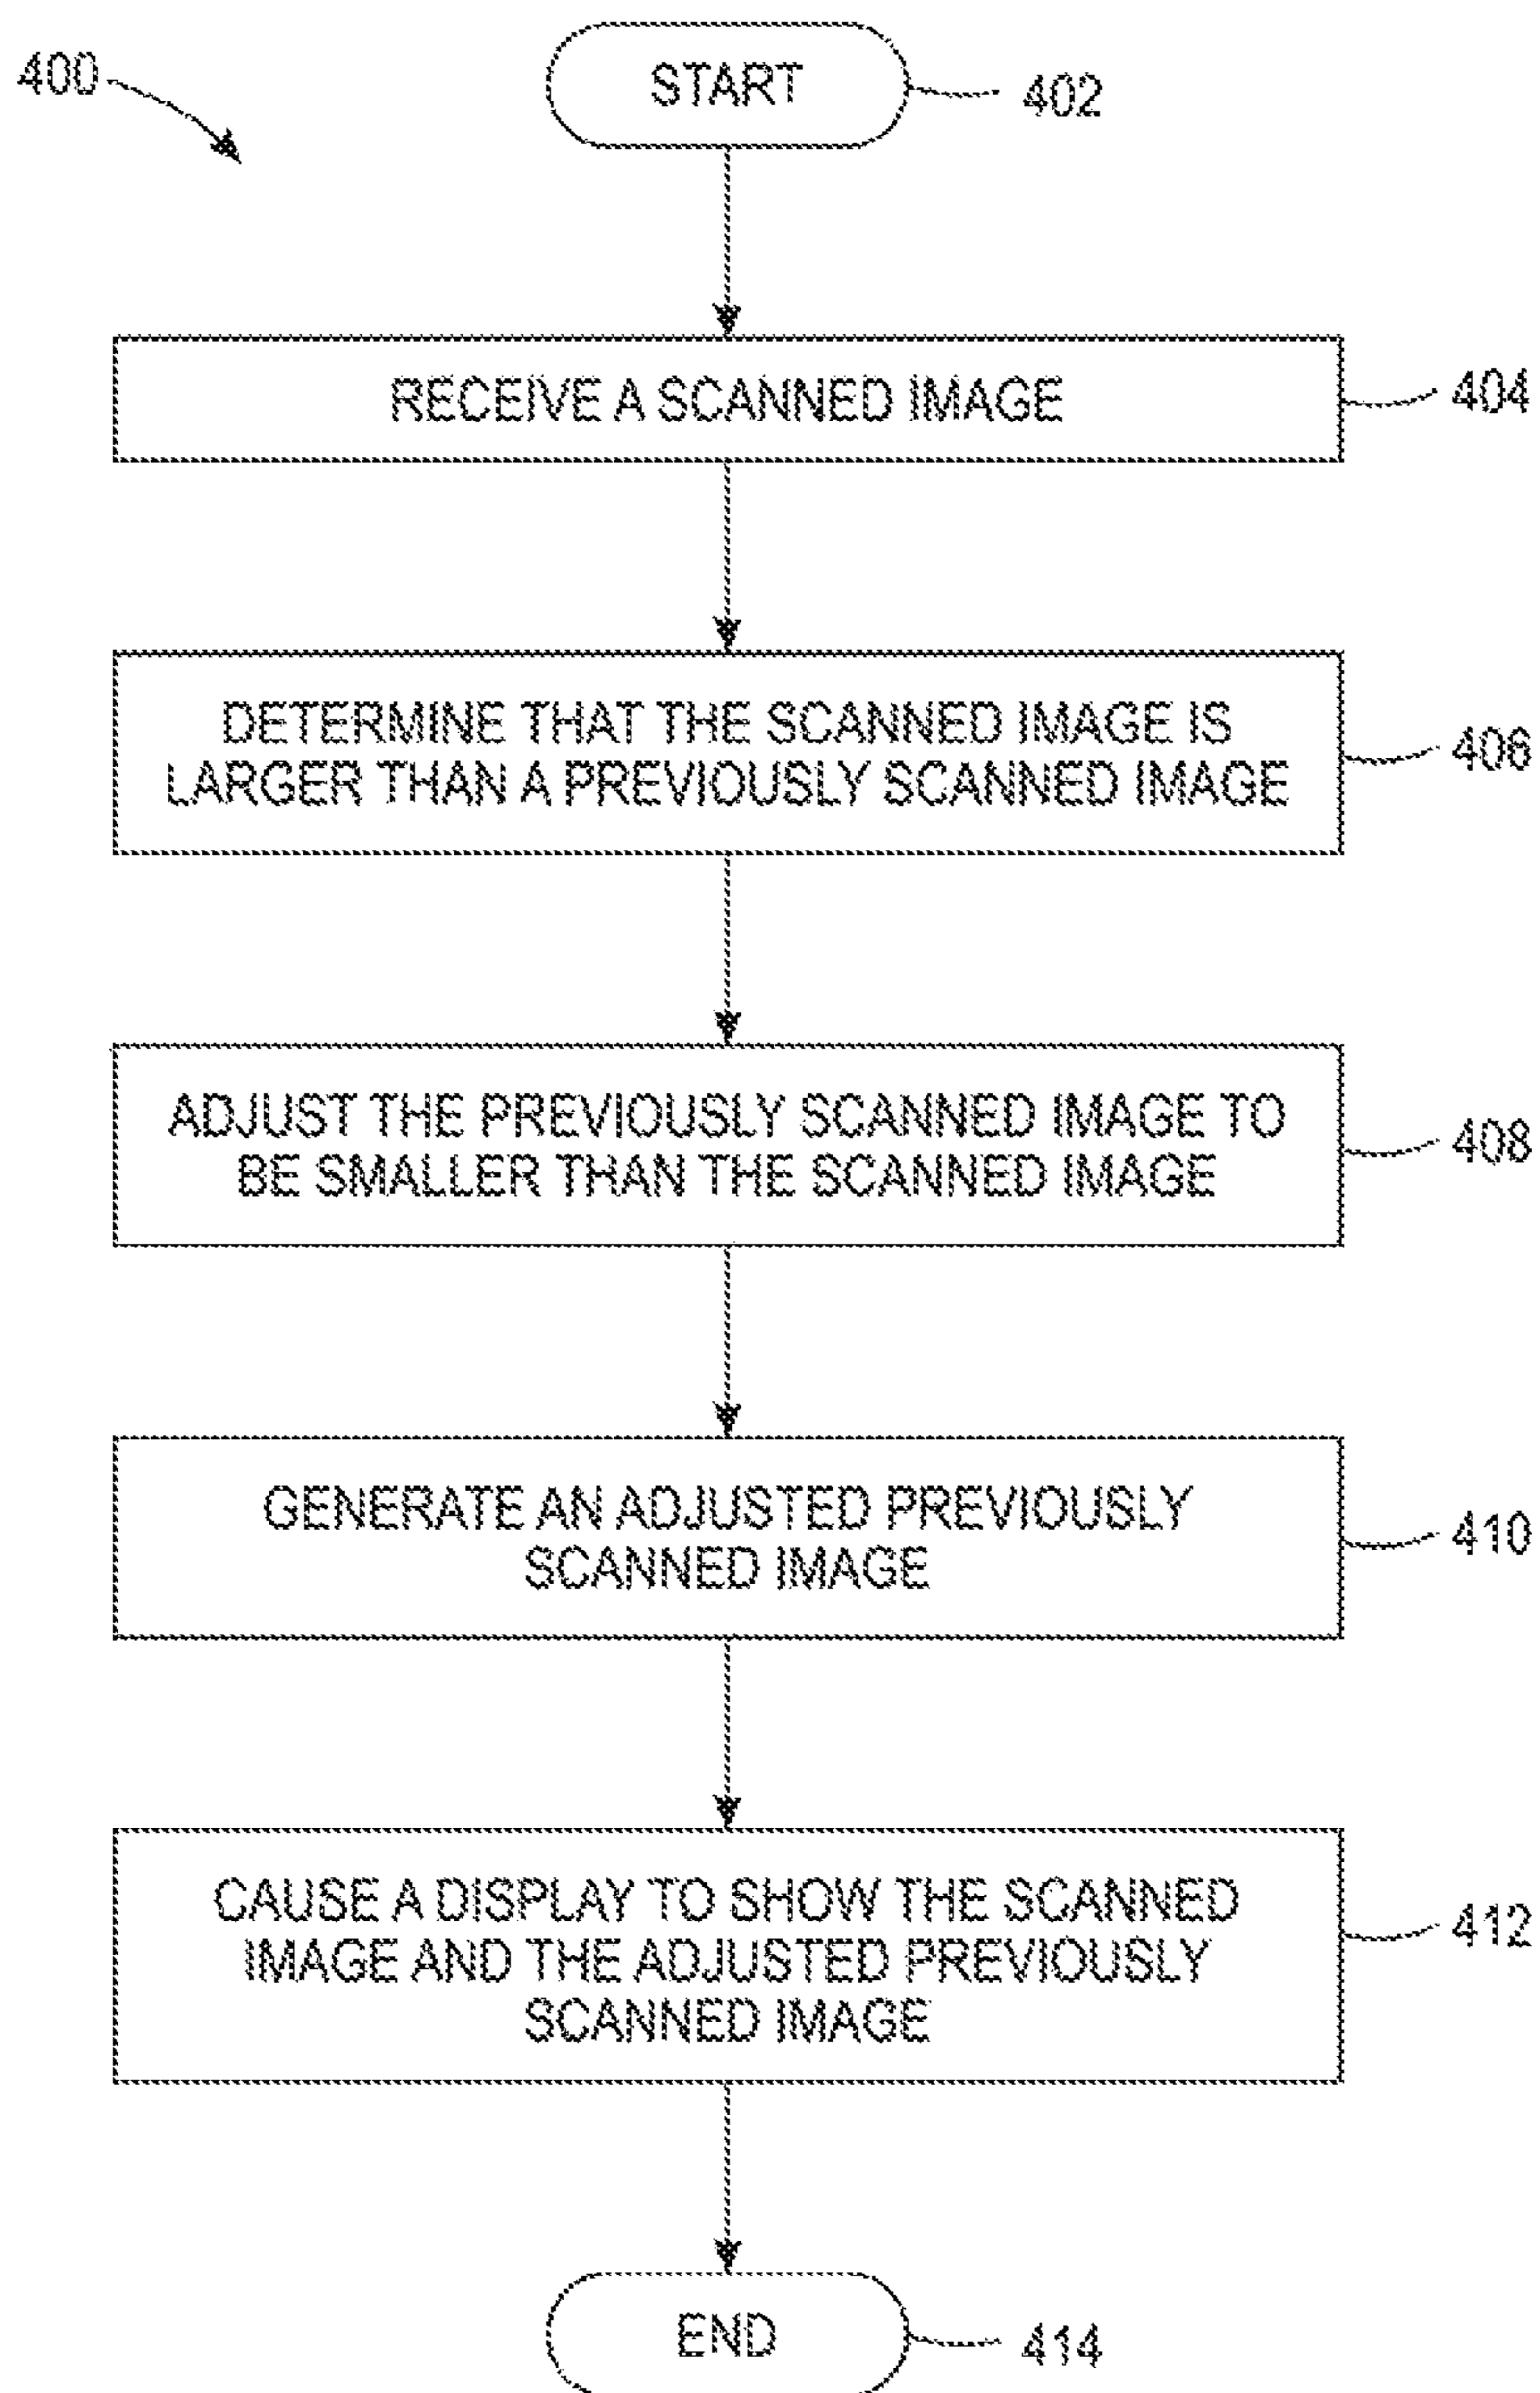 400
START
402
RECEIVE A SCANNED IMAGE
404
DETERMINE THAT THE SCANNED IMAGE IS
LARGER THAN A PREVIOUSLY SCANNED IMAGE
406
ADJUST THE PREVIOUSLY SCANNED IMAGE TO
BE SMALLER THAN THE SCANNED IMAGE
408
GENERATE AN ADJUSTED PREVIOUSLY
SCANNED IMAGE
410
CAUSE A DISPLAY TO SHOW THE SCANNED
IMAGE AND THE ADJUSTED PREVIOUSLY
SCANNED IMAGE
412
END
414